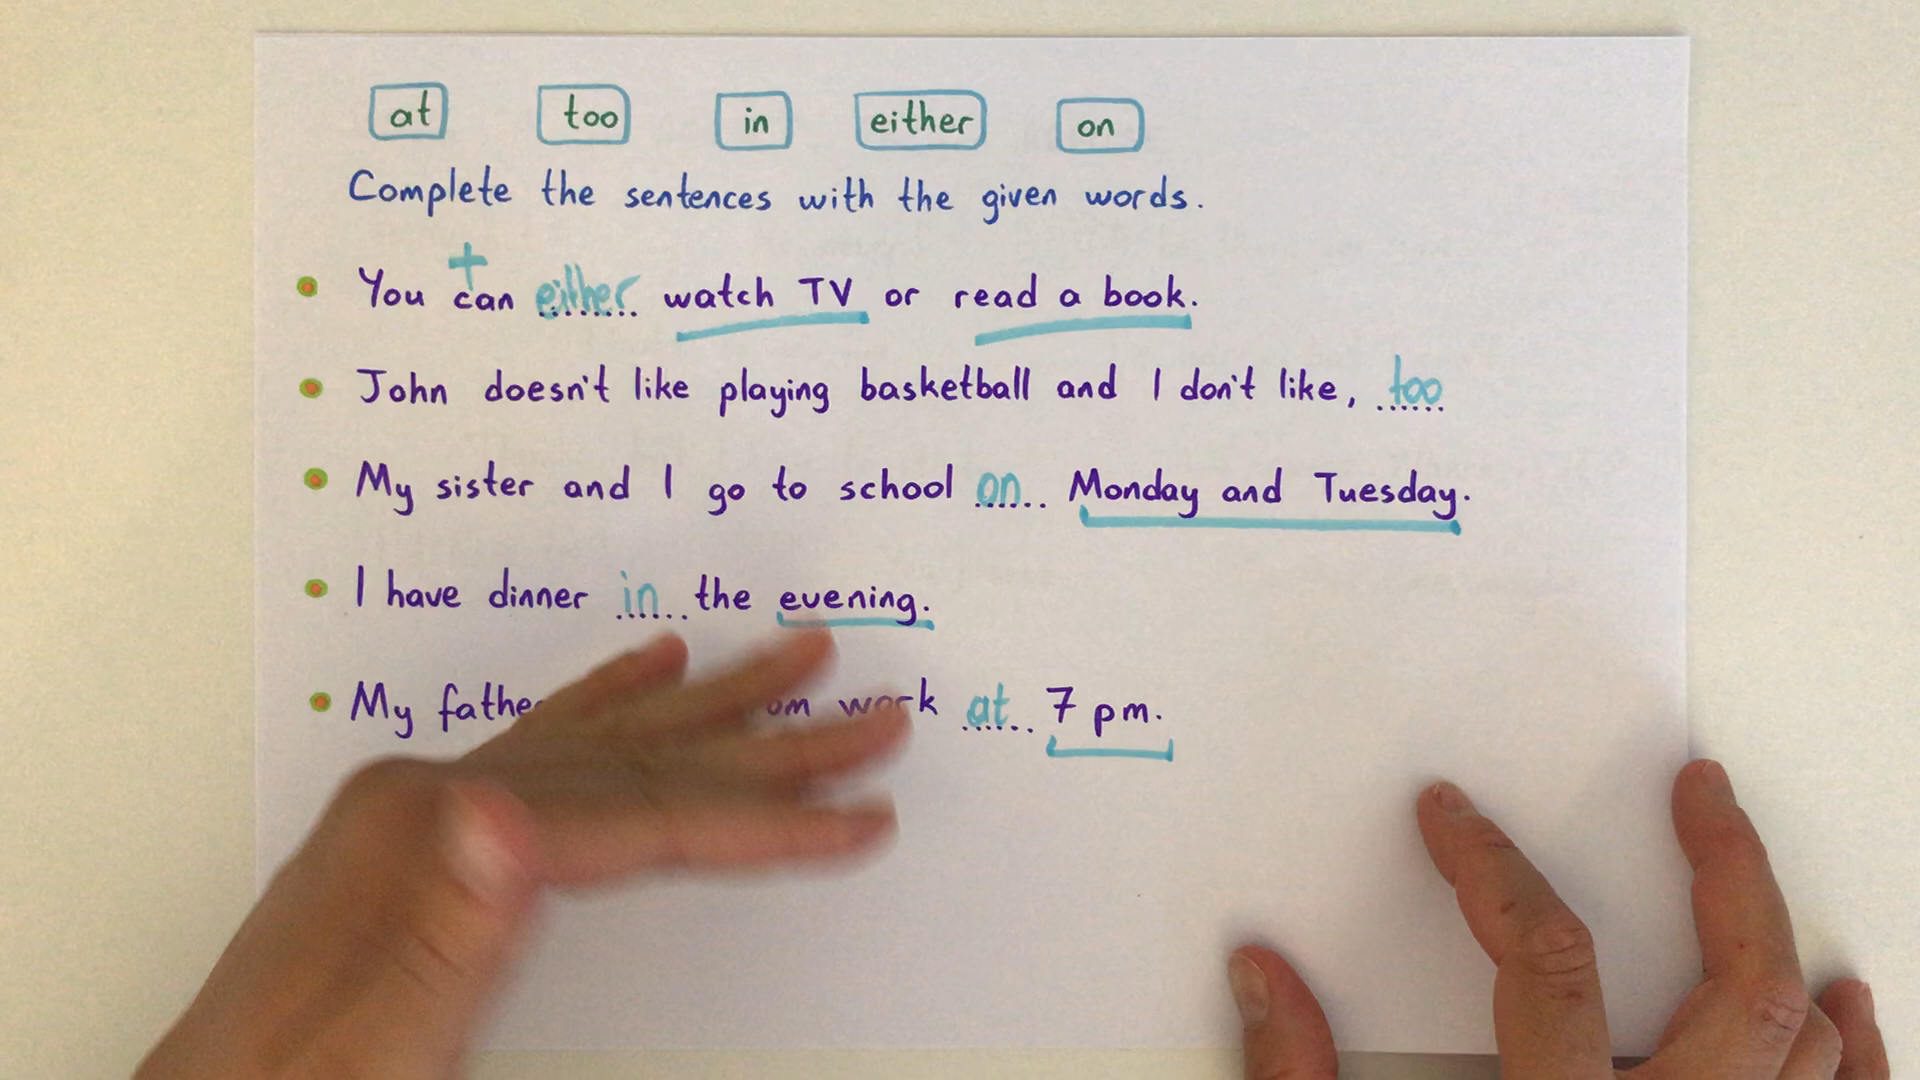 at too in either on
Complete the sentences with the given words.
+
You can either watch TV or read a book.
John doesn't like playing basketball and I don't like, too
My sister and I go to school on Monday and Tuesday.
I have dinner in the evening.
My work at 7 pm.